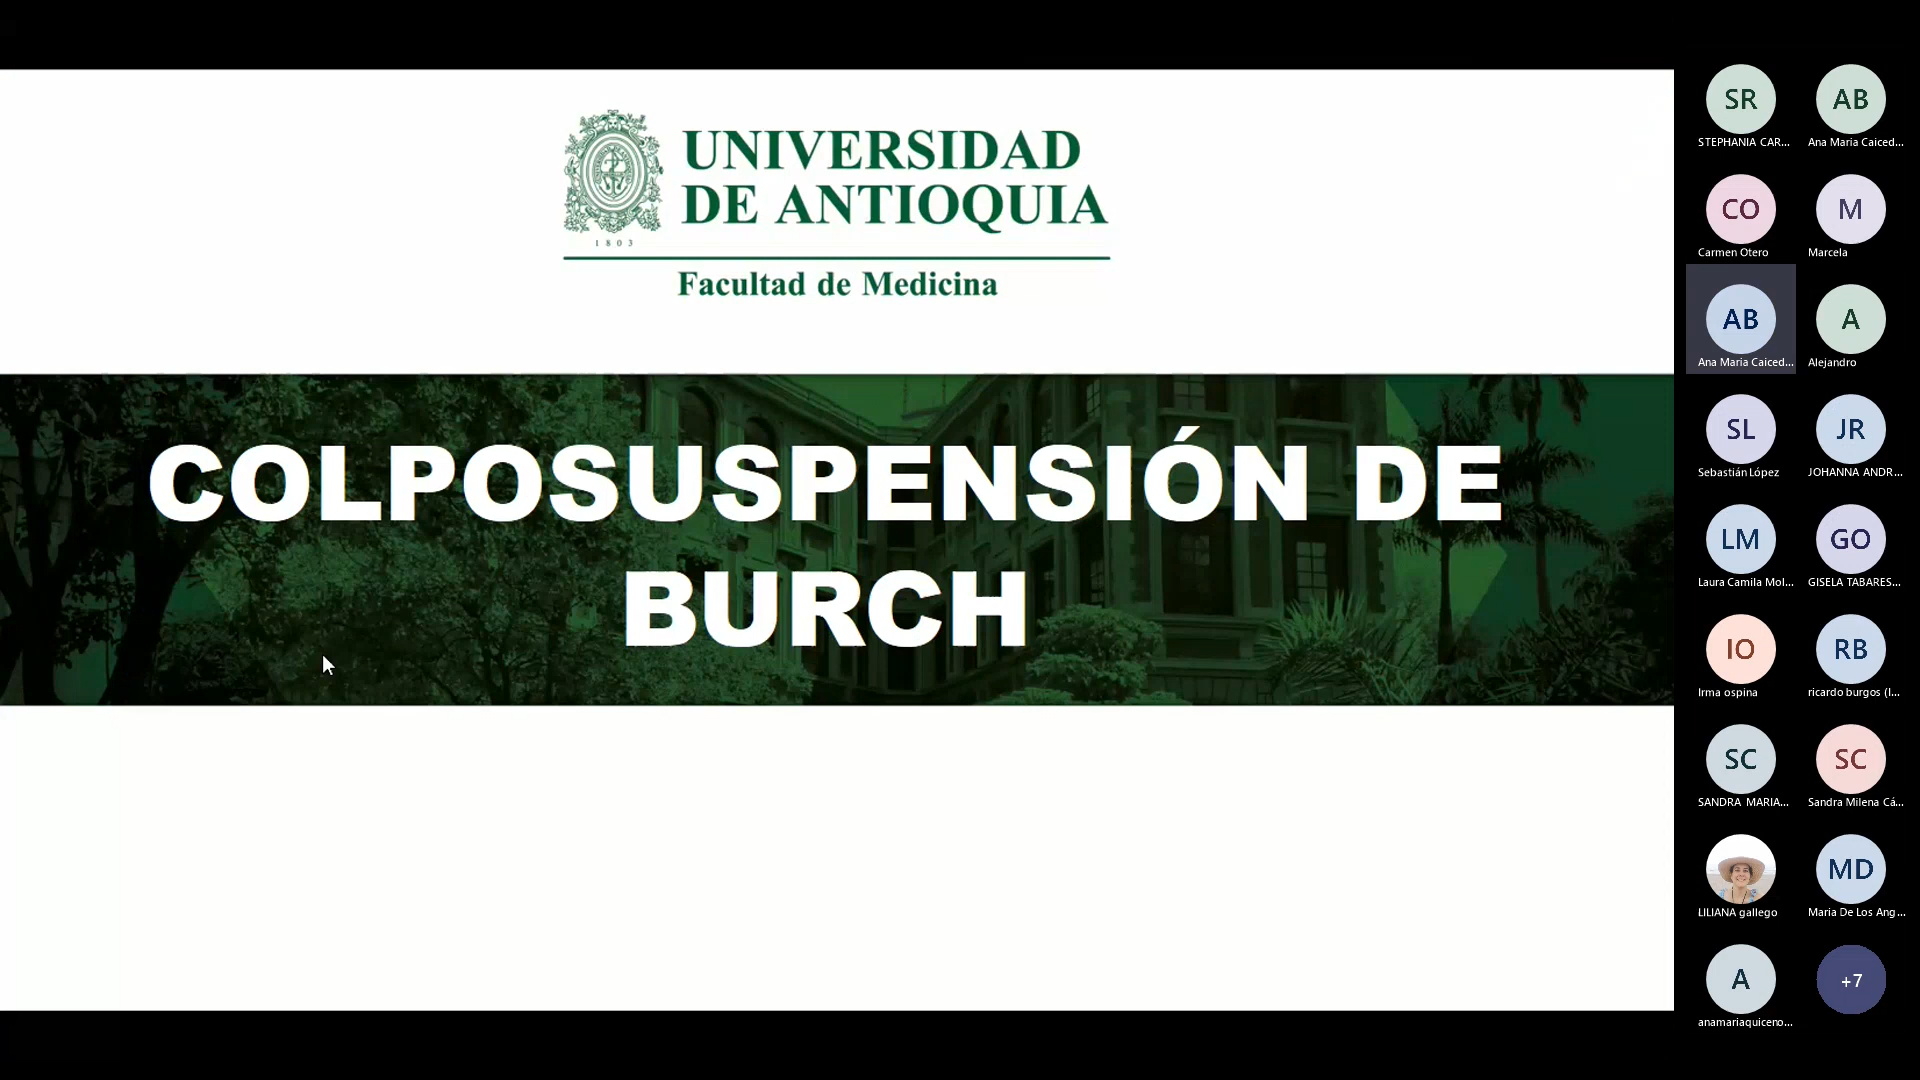 UNIVERSIDAD
DE ANTIOQUIA
1803
Facultad de Medicina
COLPOSUSPENSIÓN DE
BURCH
SR
STEPHANIA CAR...
AB
Ana Maria Caiced...
CO
Carmen Otero
M
Marcela
AB
Ana Maria Caiced...
A
Alejandro
SL
Sebastián López
JR
JOHANNA ANDR...
LM
Laura Camila Mol...
GO
GISELA TABARES...
IO
Irma ospina
RB
ricardo burgos (I...
SC
SANDRA MARIA...
SC
Sandra Milena Cá...
LILIANA gallego
MD
Maria De Los Ang...
A
anamariaquiceno...
+7